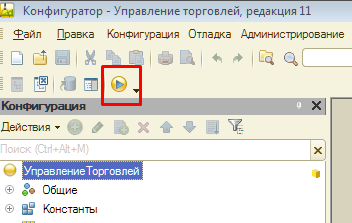 Конфигуратор - Управление торговлей, редакция 11
Файл Правка Конфигурация Отладка Администрирование
Конфигурация
Действия
Поиск (Ctrl+Alt+M)
УправлениеТорговлей
Общие
Константы